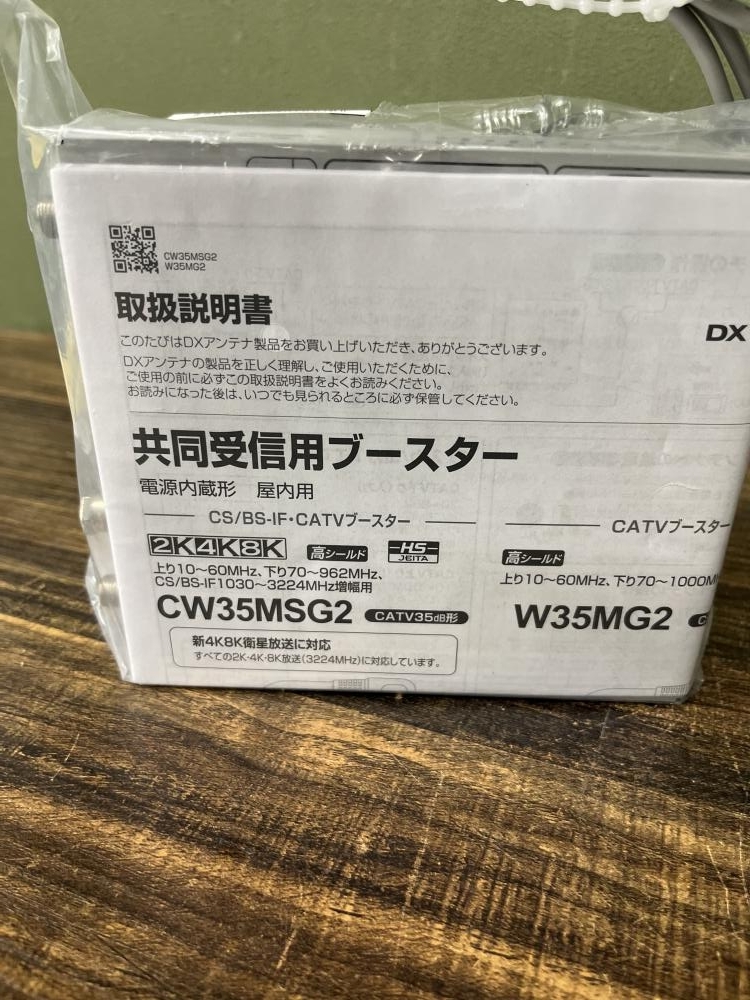 CW35MSG2
W35MG2
取扱説明書
このたびはDXアンテナ製品をお買い上げいただき、ありがとうございます。
DXアンテナの製品を正しく理解し、ご使用いただくために、
ご使用の前に必ずこの取扱説明書をよくお読みください。
お読みになった後は、いつでも見られるところに必ず保管してください。
DX
共同受信用ブースター
電源内蔵形 屋内用
CS/BS-IF・CATVブースター
2K4K8K 高シールド HS JEITA
上り10〜60MHz、下り70〜962MHz、
CS/BS-IF1030〜3224MHz増幅用
CW35MSG2 CATV35dB形
新4K8K衛星放送に対応
すべての2K・4K・8K放送(3224MHz)に対応しています。
CATVブースター
高シールド
上り10〜60MHz、下り70〜1000M
W35MG2